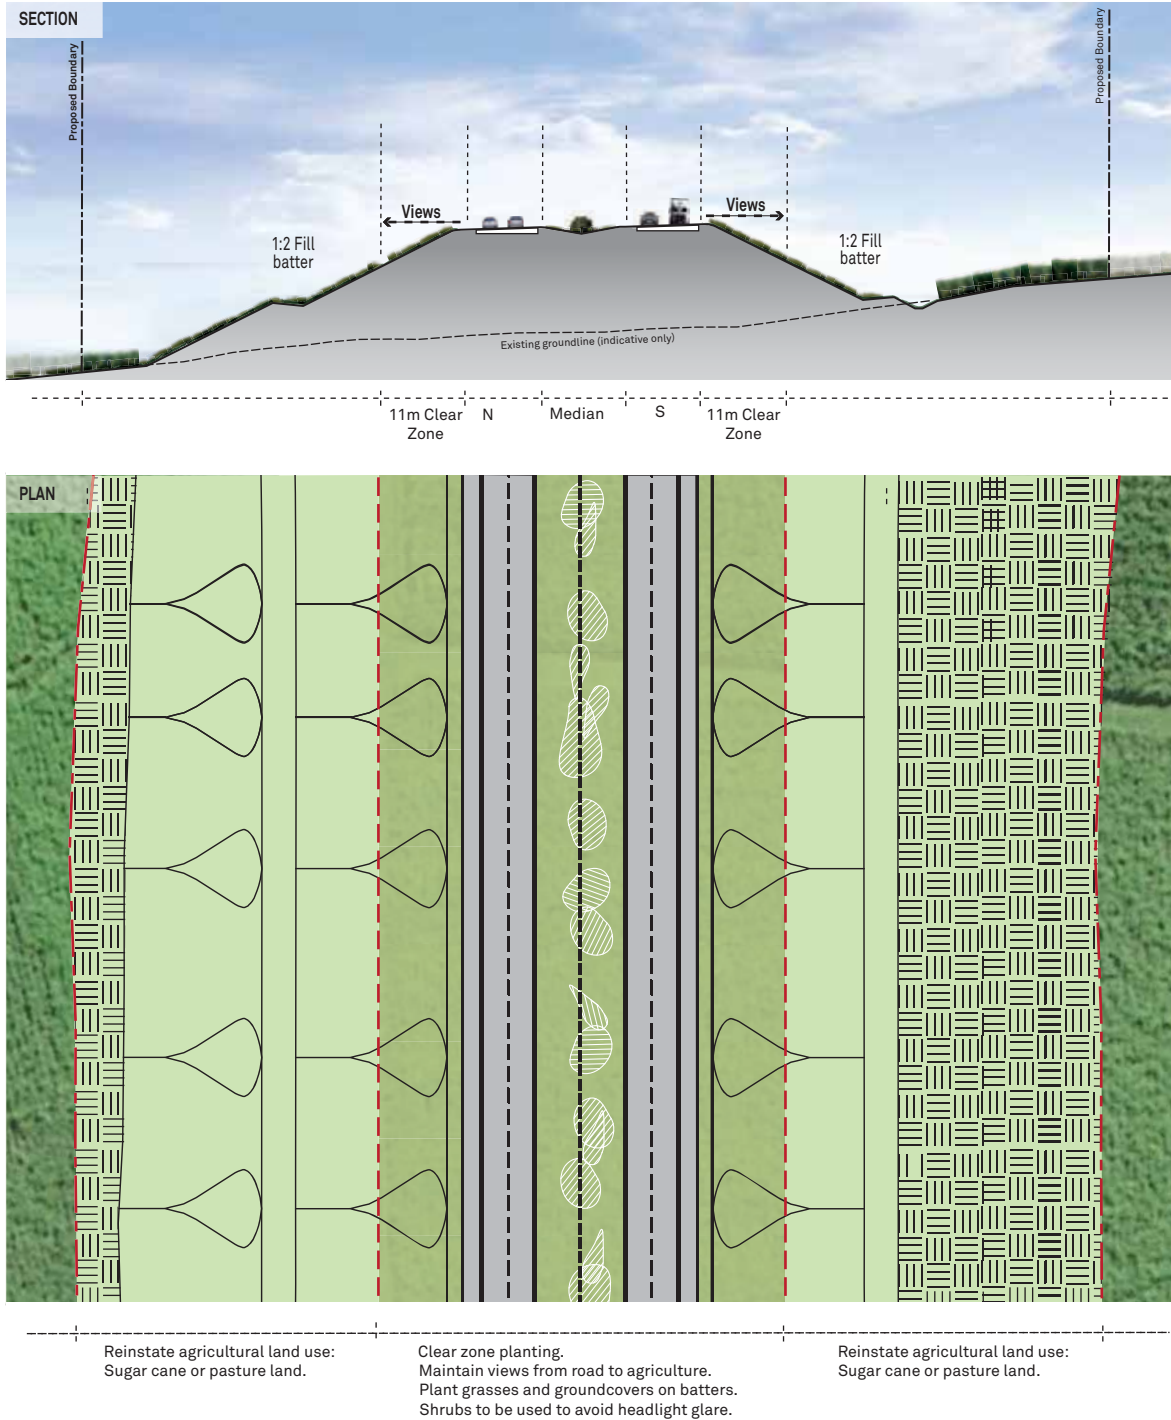 SECTION
Proposed Boundary
Proposed Boundary
Views
Views
1:2 Fill
batter
1:2 Fill
batter
Existing groundline (indicative only)
11m Clear
Zone
N
Median
S
11m Clear
Zone
PLAN
Reinstate agricultural land use:
Sugar cane or pasture land.
Clear zone planting.
Maintain views from road to agriculture.
Plant grasses and groundcovers on batters.
Shrubs to be used to avoid headlight glare.
Reinstate agricultural land use:
Sugar cane or pasture land.